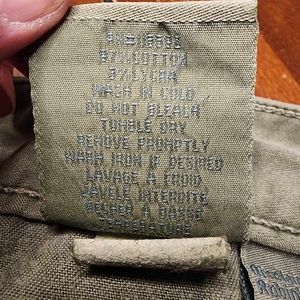 97% COTTON
3% LYCRA
WASH IN COLD
DO NOT BLEACH
TUMBLE DRY
REMOVE PROMPTLY
WARM IRON IF DESIRED
LAVAGE A FROID
JAVELE INTERDITE
SECHER A BASSE
TEMPERATURE